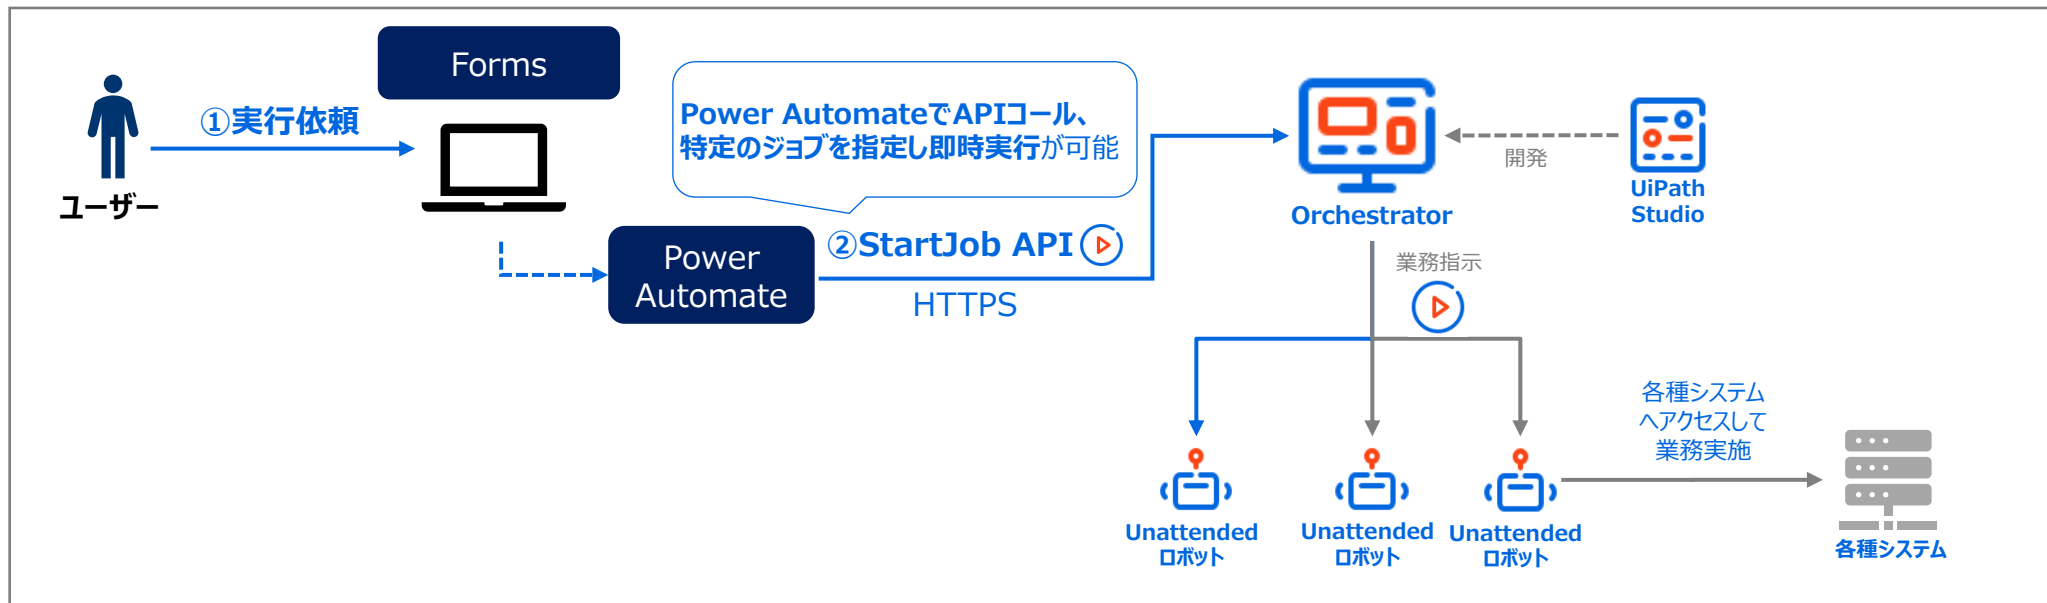 Forms
①実行依頼
ユーザー
Power AutomateでAPIコール、
特定のジョブを指定し即時実行が可能
Power
Automate
②StartJob API
HTTPS
Orchestrator
開発
UiPath
Studio
業務指示
Unattended
ロボット
Unattended
ロボット
Unattended
ロボット
各種システム
へアクセスして
業務実施
各種システム